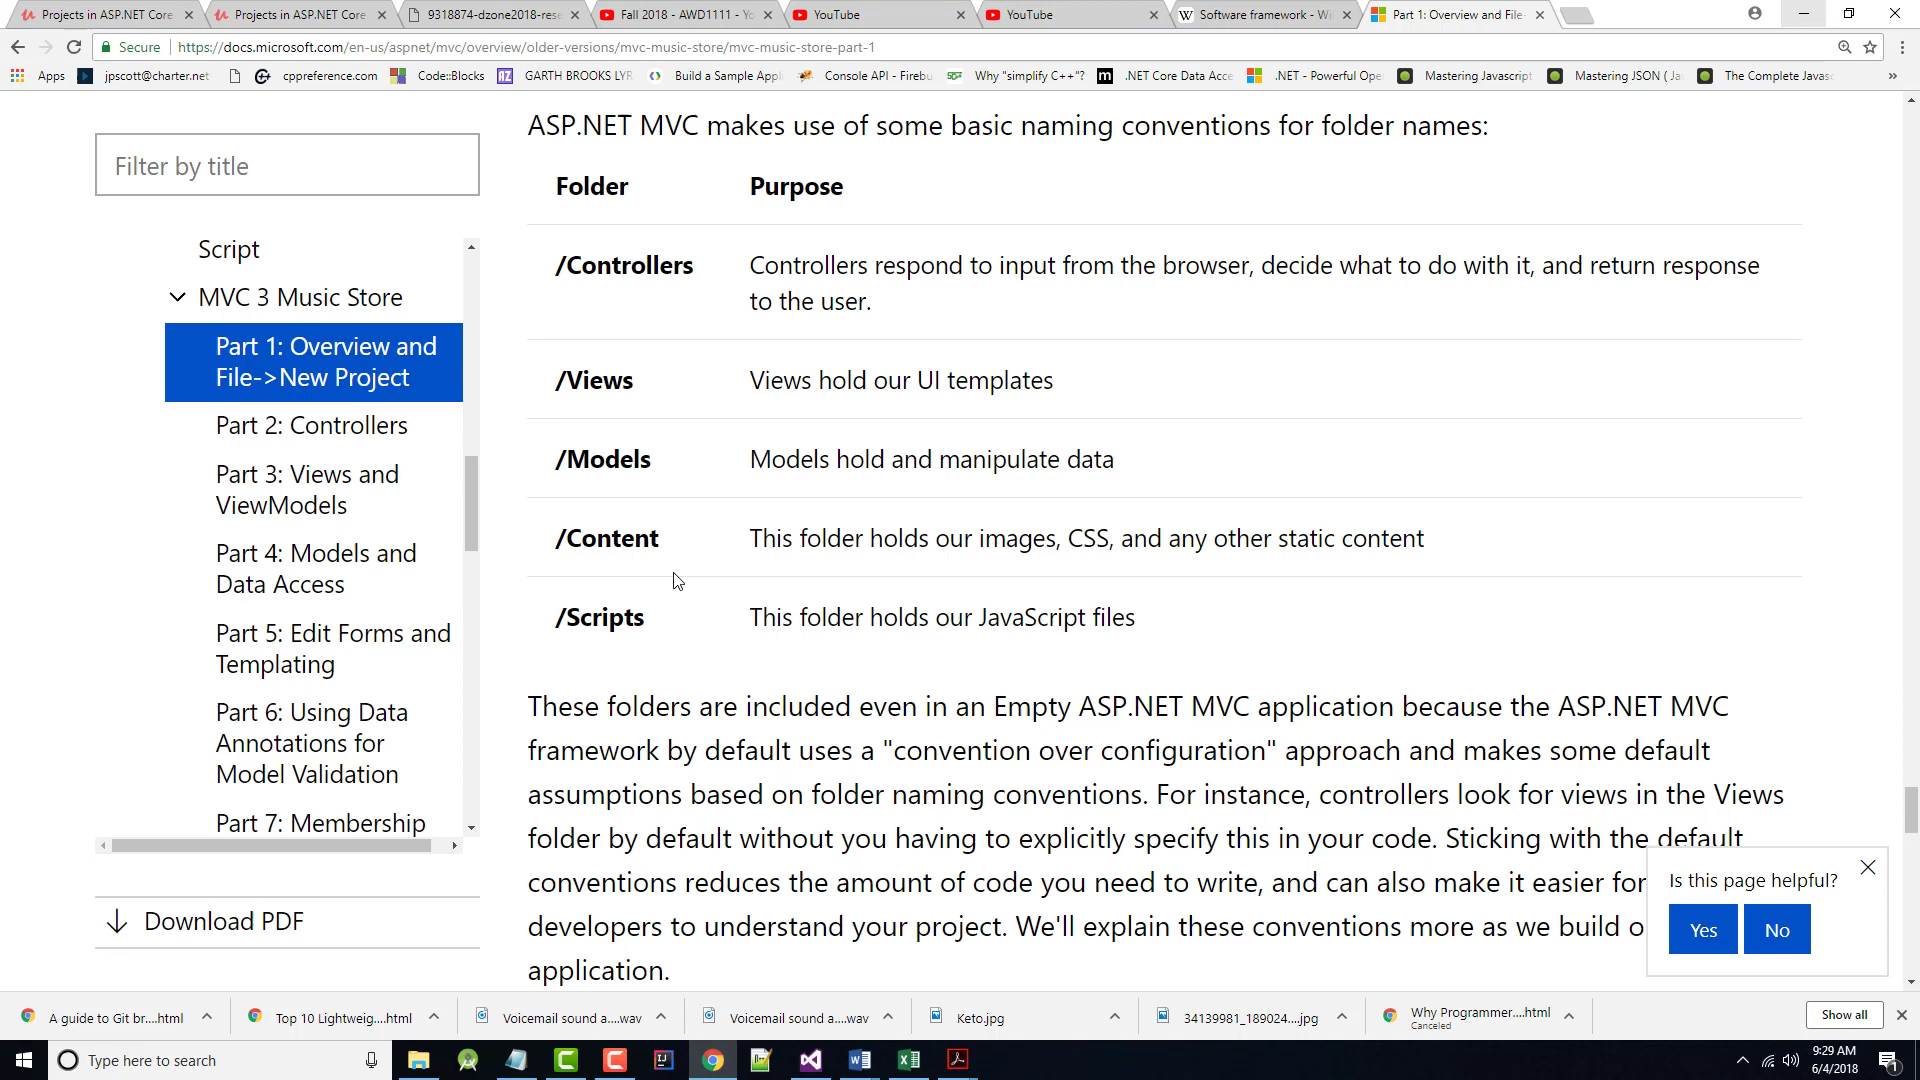 Projects in ASP.NET Core
Projects in ASP.NET Core
9318874-dzone2018-rese
Fall 2018 - AWD1111 - Yo
YouTube
YouTube
Software framework - Wi
Part 1: Overview and File-
Secure
https://docs.microsoft.com/en-us/aspnet/mvc/overview/older-versions/mvc-music-store/mvc-music-store-part-1
Apps
jpscott@charter.net
cppreference.com
Code::Blocks
GARTH BROOKS LYR
Build a Sample Appli
Console API - Firebu
Why "simplify C++"?
.NET Core Data Acce
.NET - Powerful Ope
Mastering Javascript
Mastering JSON ( Ja
The Complete Javasc
Filter by title
Script
MVC 3 Music Store
Part 1: Overview and
File->New Project
Part 2: Controllers
Part 3: Views and
ViewModels
Part 4: Models and
Data Access
Part 5: Edit Forms and
Templating
Part 6: Using Data
Annotations for
Model Validation
Part 7: Membership
Download PDF
ASP.NET MVC makes use of some basic naming conventions for folder names:
Folder Purpose
/Controllers Controllers respond to input from the browser, decide what to do with it, and return response
to the user.
/Views Views hold our UI templates
/Models Models hold and manipulate data
/Content This folder holds our images, CSS, and any other static content
/Scripts This folder holds our JavaScript files
These folders are included even in an Empty ASP.NET MVC application because the ASP.NET MVC
framework by default uses a "convention over configuration" approach and makes some default
assumptions based on folder naming conventions. For instance, controllers look for views in the Views
folder by default without you having to explicitly specify this in your code. Sticking with the default
conventions reduces the amount of code you need to write, and can also make it easier for
developers to understand your project. We'll explain these conventions more as we build o
application.
Is this page helpful?
Yes
No
A guide to Git br....html
Top 10 Lightweig....html
Voicemail sound a....wav
Voicemail sound a....wav
Keto.jpg
34139981_189024....jpg
Why Programmer....html
Canceled
Show all
Type here to search
9:29 AM
6/4/2018
1